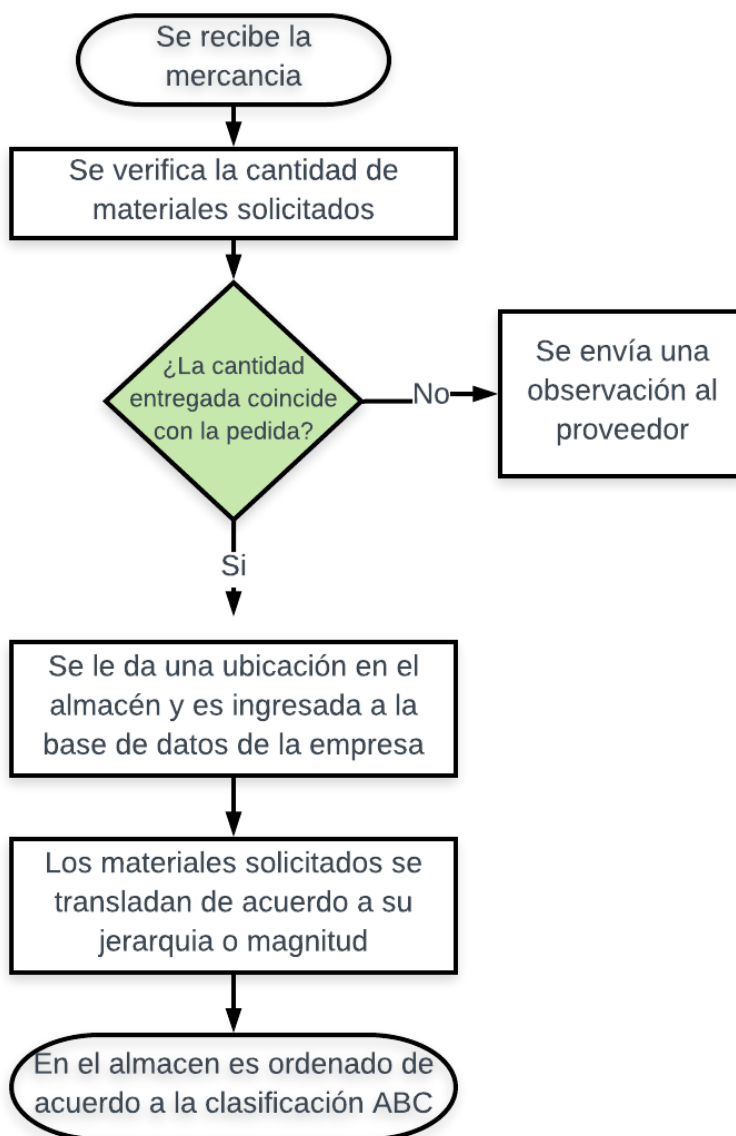 Se recibe la
mercancia
Se verifica la cantidad de
materiales solicitados
¿La cantidad
entregada coincide
con la pedida?
No
Se envía una
observación al
proveedor
Si
Se le da una ubicación en el
almacén y es ingresada a la
base de datos de la empresa
Los materiales solicitados se
transladan de acuerdo a su
jerarquia o magnitud
En el almacen es ordenado de
acuerdo a la clasificación ABC